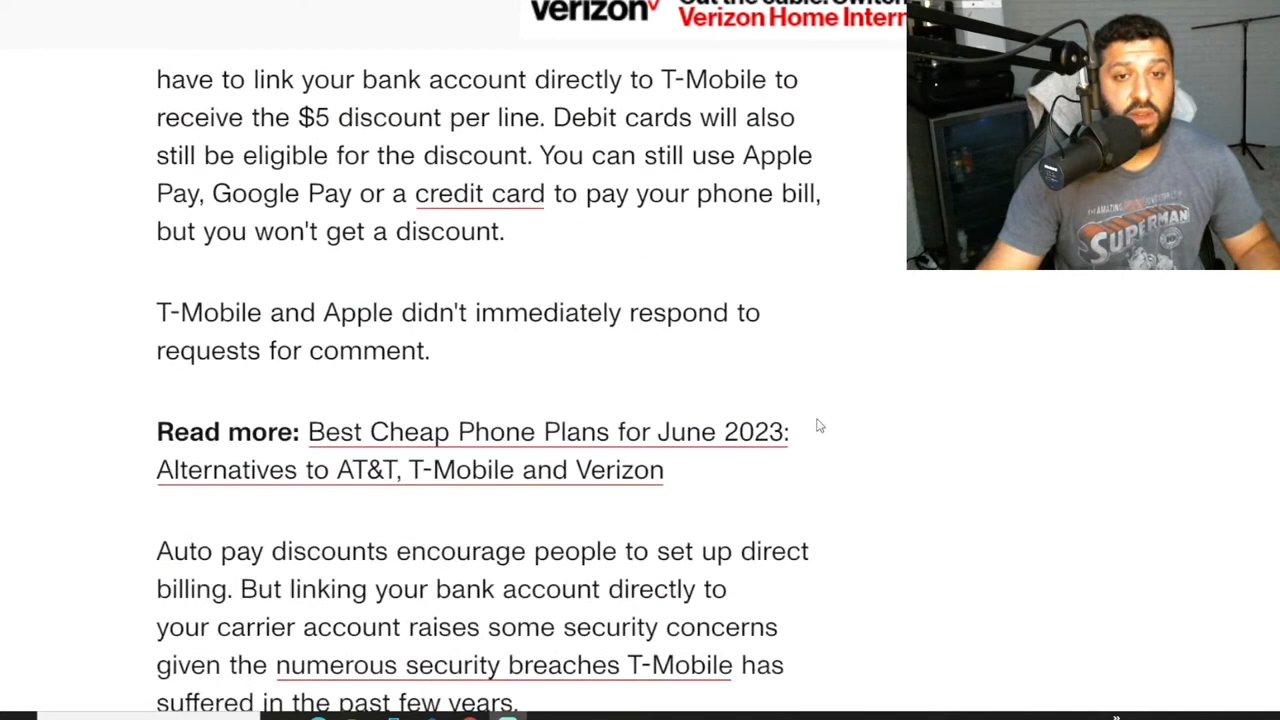 verizon
Verizon Home Intern
have to link your bank account directly to T-Mobile to
receive the $5 discount per line. Debit cards will also
still be eligible for the discount. You can still use Apple
Pay, Google Pay or a credit card to pay your phone bill,
but you won't get a discount.
T-Mobile and Apple didn't immediately respond to
requests for comment.
Read more: Best Cheap Phone Plans for June 2023:
Alternatives to AT&T, T-Mobile and Verizon
Auto pay discounts encourage people to set up direct
billing. But linking your bank account directly to
your carrier account raises some security concerns
given the numerous security breaches T-Mobile has
suffered in the past few years.
THE AMAZING
SUPERMAN